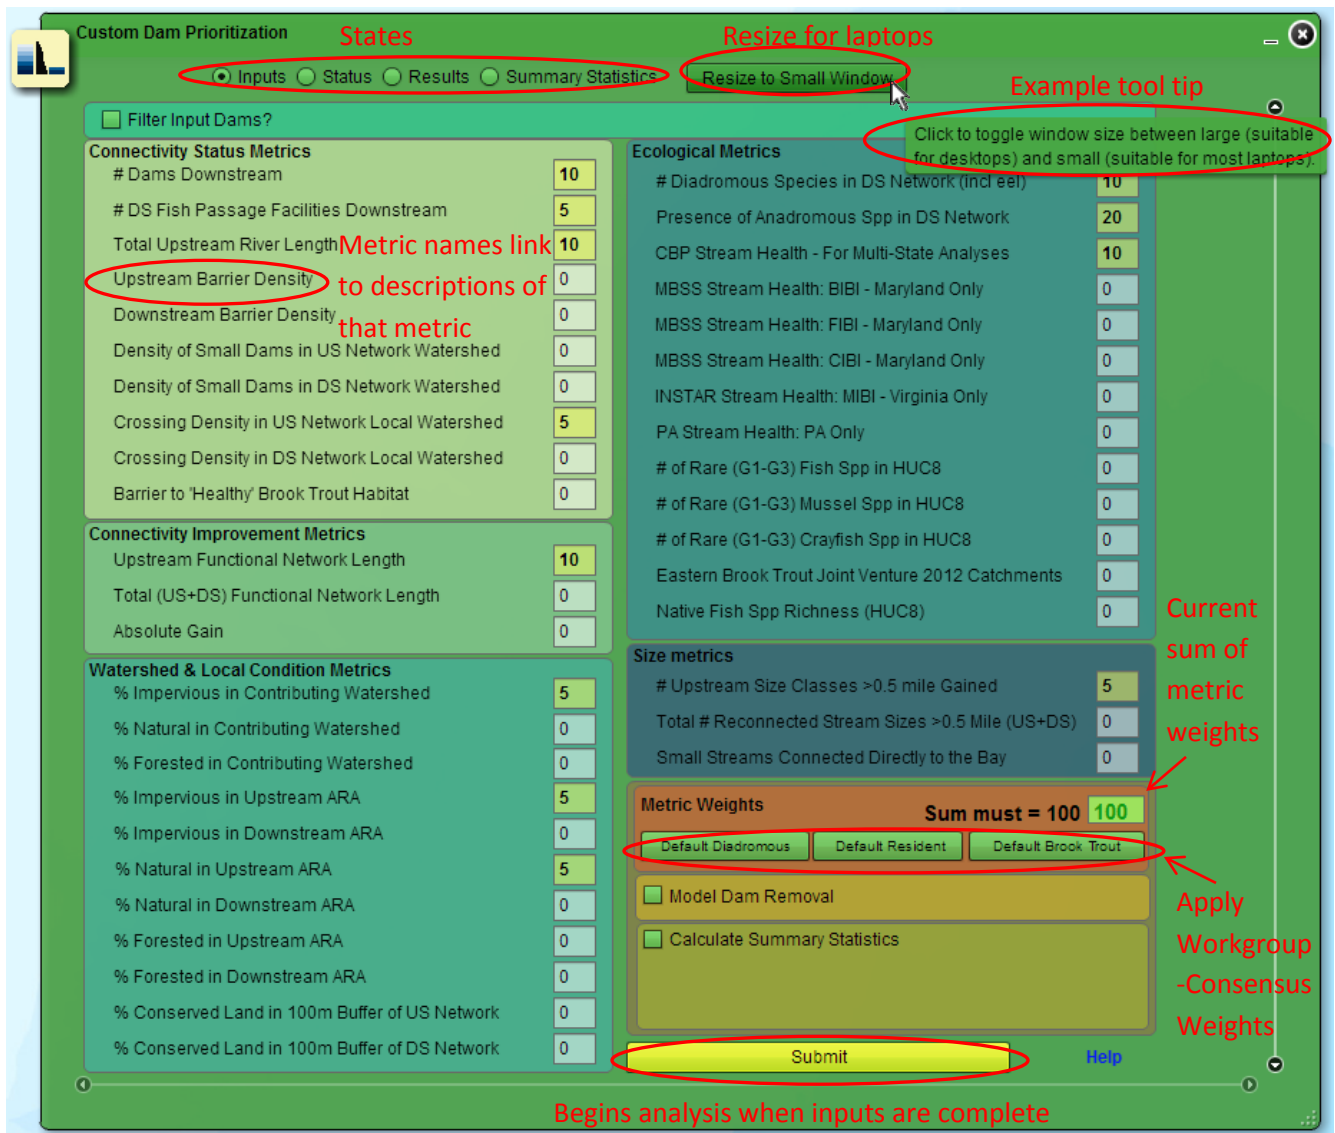 Custom Dam Prioritization
States
Resize for laptops
Inputs Status Results Summary Statistics
Resize to Small Window
Example tool tip
Click to toggle window size between large (suitable
for desktops) and small (suitable for most laptops).
Filter Input Dams?
Connectivity Status Metrics
# Dams Downstream 10
# DS Fish Passage Facilities Downstream 5
Total Upstream River Length 10
Upstream Barrier Density 0
Downstream Barrier Density 0
Density of Small Dams in US Network Watershed 0
Density of Small Dams in DS Network Watershed 0
Crossing Density in US Network Local Watershed 5
Crossing Density in DS Network Local Watershed 0
Barrier to 'Healthy' Brook Trout Habitat 0
Metric names link
to descriptions of
that metric
Connectivity Improvement Metrics
Upstream Functional Network Length 10
Total (US+DS) Functional Network Length 0
Absolute Gain 0
Watershed & Local Condition Metrics
% Impervious in Contributing Watershed 5
% Natural in Contributing Watershed 0
% Forested in Contributing Watershed 0
% Impervious in Upstream ARA 5
% Impervious in Downstream ARA 0
% Natural in Upstream ARA 5
% Natural in Downstream ARA 0
% Forested in Upstream ARA 0
% Forested in Downstream ARA 0
% Conserved Land in 100m Buffer of US Network 0
% Conserved Land in 100m Buffer of DS Network 0
Ecological Metrics
# Diadromous Species in DS Network (incl eel) 10
Presence of Anadromous Spp in DS Network 20
CBP Stream Health - For Multi-State Analyses 10
MBSS Stream Health: BIBI - Maryland Only 0
MBSS Stream Health: FIBI - Maryland Only 0
MBSS Stream Health: CIBI - Maryland Only 0
INSTAR Stream Health: MIBI - Virginia Only 0
PA Stream Health: PA Only 0
# of Rare (G1-G3) Fish Spp in HUC8 0
# of Rare (G1-G3) Mussel Spp in HUC8 0
# of Rare (G1-G3) Crayfish Spp in HUC8 0
Eastern Brook Trout Joint Venture 2012 Catchments 0
Native Fish Spp Richness (HUC8) 0
Size metrics
# Upstream Size Classes >0.5 mile Gained 5
Total # Reconnected Stream Sizes >0.5 Mile (US+DS) 0
Small Streams Connected Directly to the Bay 0
Current
sum of
metric
weights
Metric Weights
Sum must = 100 100
Default Diadromous Default Resident Default Brook Trout
Model Dam Removal
Calculate Summary Statistics
Apply
Workgroup
-Consensus
Weights
Submit
Help
Begins analysis when inputs are complete